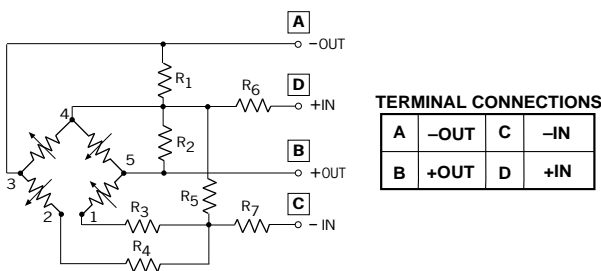 A
−OUT
R1
R6
D
+IN
4
R2
B
5
+OUT
3
R5
C
2
1
R3
R7
− IN
R4
TERMINAL CONNECTIONS
A −OUT C −IN
B +OUT D +IN